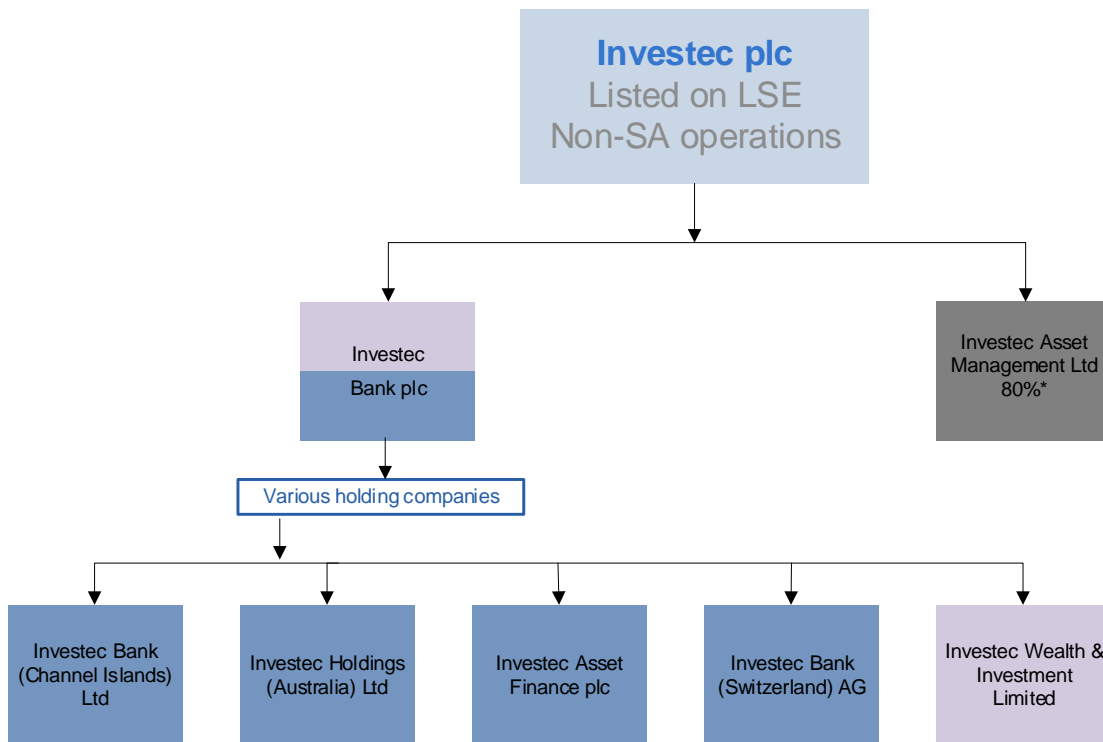 Investec plc
Listed on LSE
Non-SA operations
Investec
Bank plc
Investec Asset
Management Ltd
80%*
Various holding companies
Investec Bank
(Channel Islands)
Ltd
Investec Holdings
(Australia) Ltd
Investec Asset
Finance plc
Investec Bank
(Switzerland) AG
Investec Wealth &
Investment
Limited